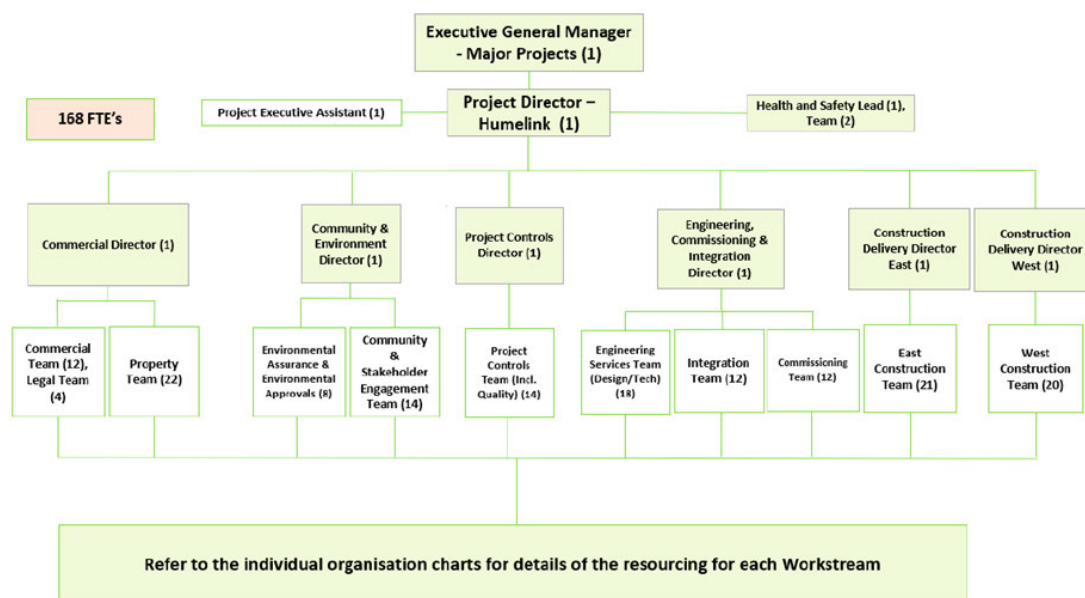 Executive General Manager
- Major Projects (1)
168 FTE's
Project Executive Assistant (1)
Project Director –
Humelink (1)
Health and Safety Lead (1),
Team (2)
Commercial Director (1)
Community &
Environment
Director (1)
Project Controls
Director (1)
Engineering,
Commissioning &
Integration
Director (1)
Construction
Delivery Director
East (1)
Construction
Delivery Director
West (1)
Commercial
Team (12),
Legal Team
(4)
Property
Team (22)
Environmental
Assurance &
Environmental
Approvals (8)
Community &
Stakeholder
Engagement
Team (14)
Project
Controls
Team (Incl.
Quality) (14)
Engineering
Services Team
(Design/Tech)
(18)
Integration
Team (12)
Commissioning
Team (12)
East
Construction
Team (21)
West
Construction
Team (20)
Refer to the individual organisation charts for details of the resourcing for each Workstream